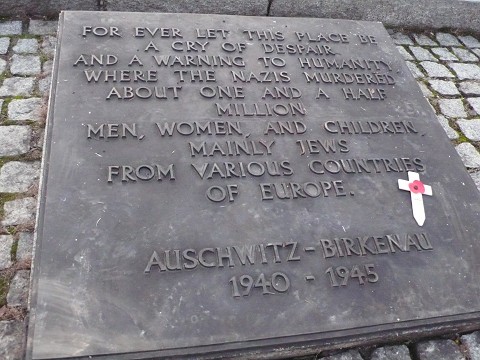 FOR EVER LET THIS PLACE BE
A CRY OF DESPAIR
AND A WARNING TO HUMANITY,
WHERE THE NAZIS MURDERED
ABOUT ONE AND A HALF
MILLION
MEN, WOMEN, AND CHILDREN,
MAINLY JEWS
FROM VARIOUS COUNTRIES
OF EUROPE.
AUSCHWITZ-BIRKENAU
1940 - 1945